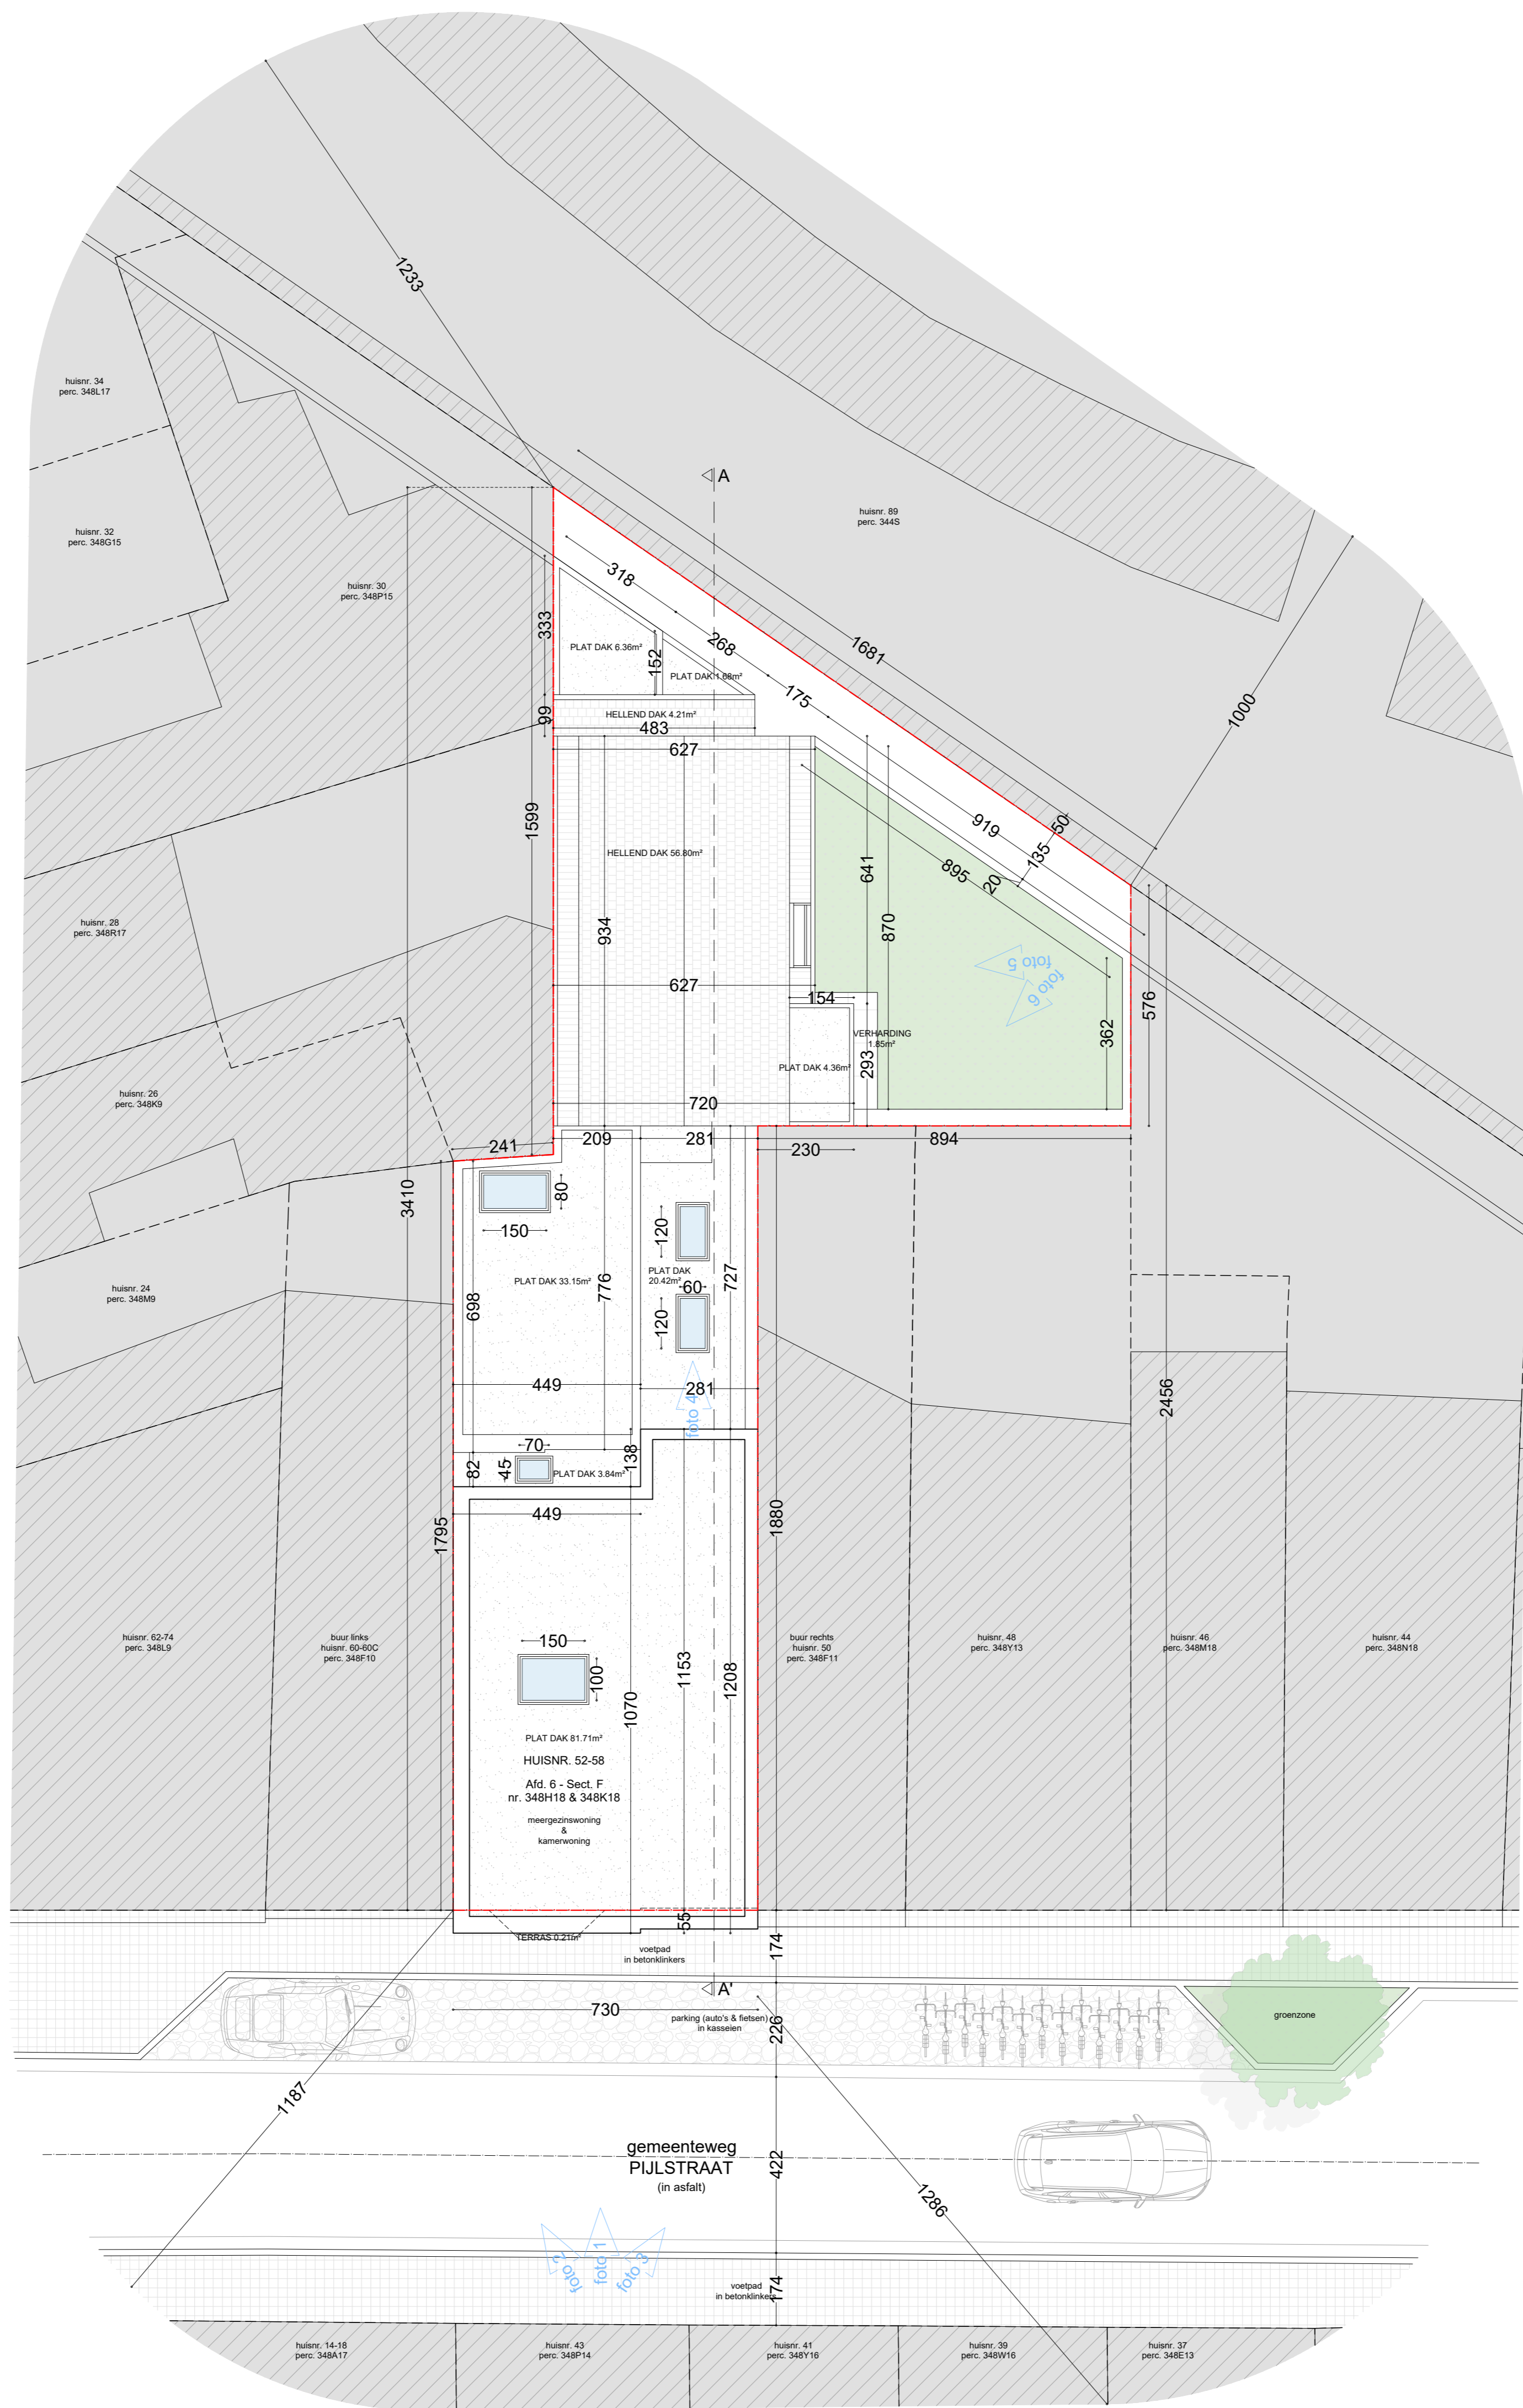 1233
huisnr. 34
perc. 348L17
A
huisnr. 89
perc. 344S
huisnr. 32
perc. 348G15
huisnr. 30
perc. 348P15
318
333
268
1681
PLAT DAK 6.36m²
152
PLAT DAK 1.68m²
175
1000
99
HELLEND DAK 4.21m²
483
627
1599
919
50
135
HELLEND DAK 56.80m²
641
895
20
huisnr. 28
perc. 348R17
934
870
foto 5
foto 6
627
154
576
VERHARDING
1.85m²
362
293
PLAT DAK 4.36m²
huisnr. 26
perc. 348K9
720
241
209
281
230
894
3410
80
150
120
727
PLAT DAK 33.15m²
PLAT DAK
20.42m²
60
huisnr. 24
perc. 348M9
698
776
120
449
281
2456
foto 4
70
138
82
45
PLAT DAK 3.84m²
449
1795
1880
huisnr. 62-74
perc. 348L9
buur links
huisnr. 60-60C
perc. 348F10
150
100
1153
1208
1070
buur rechts
huisnr. 50
perc. 348F11
huisnr. 48
perc. 348Y13
huisnr. 46
perc. 348M18
huisnr. 44
perc. 348N18
PLAT DAK 81.71m²
HUISNR. 52-58
Afd. 6 - Sect. F
nr. 348H18 & 348K18
meergezinswoning
&
kamerwoning
55
TERRAS 0.21m²
voetpad
in betonklinkers
174
A'
730
parking (auto's & fietsen)
in kasseien
226
groenzone
1187
gemeenteweg
PIJLSTRAAT
(in asfalt)
422
1286
foto 2
foto 1
foto 3
voetpad
in betonklinkers
174
huisnr. 14-18
perc. 348A17
huisnr. 43
perc. 348P14
huisnr. 41
perc. 348Y16
huisnr. 39
perc. 348W16
huisnr. 37
perc. 348E13